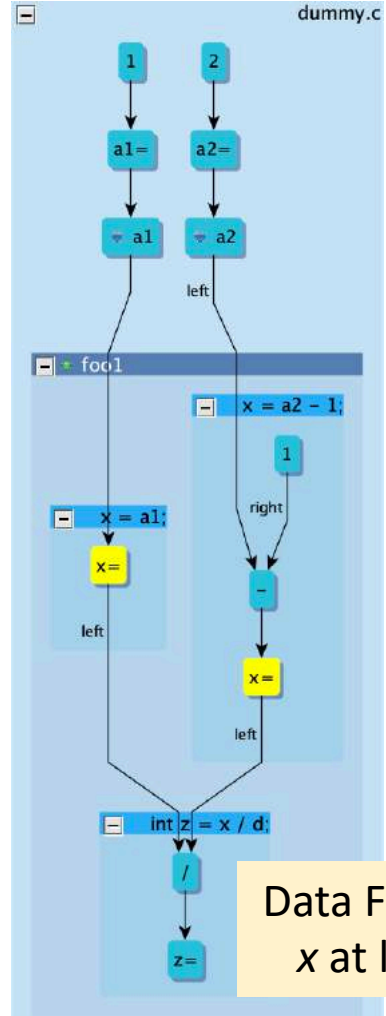 dummy.c
1 2
a1= a2=
a1 a2
left
foo1
x = a2 - 1;
1
right
x = a1;
x=
-
left
x=
left
int z = x / d;
/
z=
Data F
x at